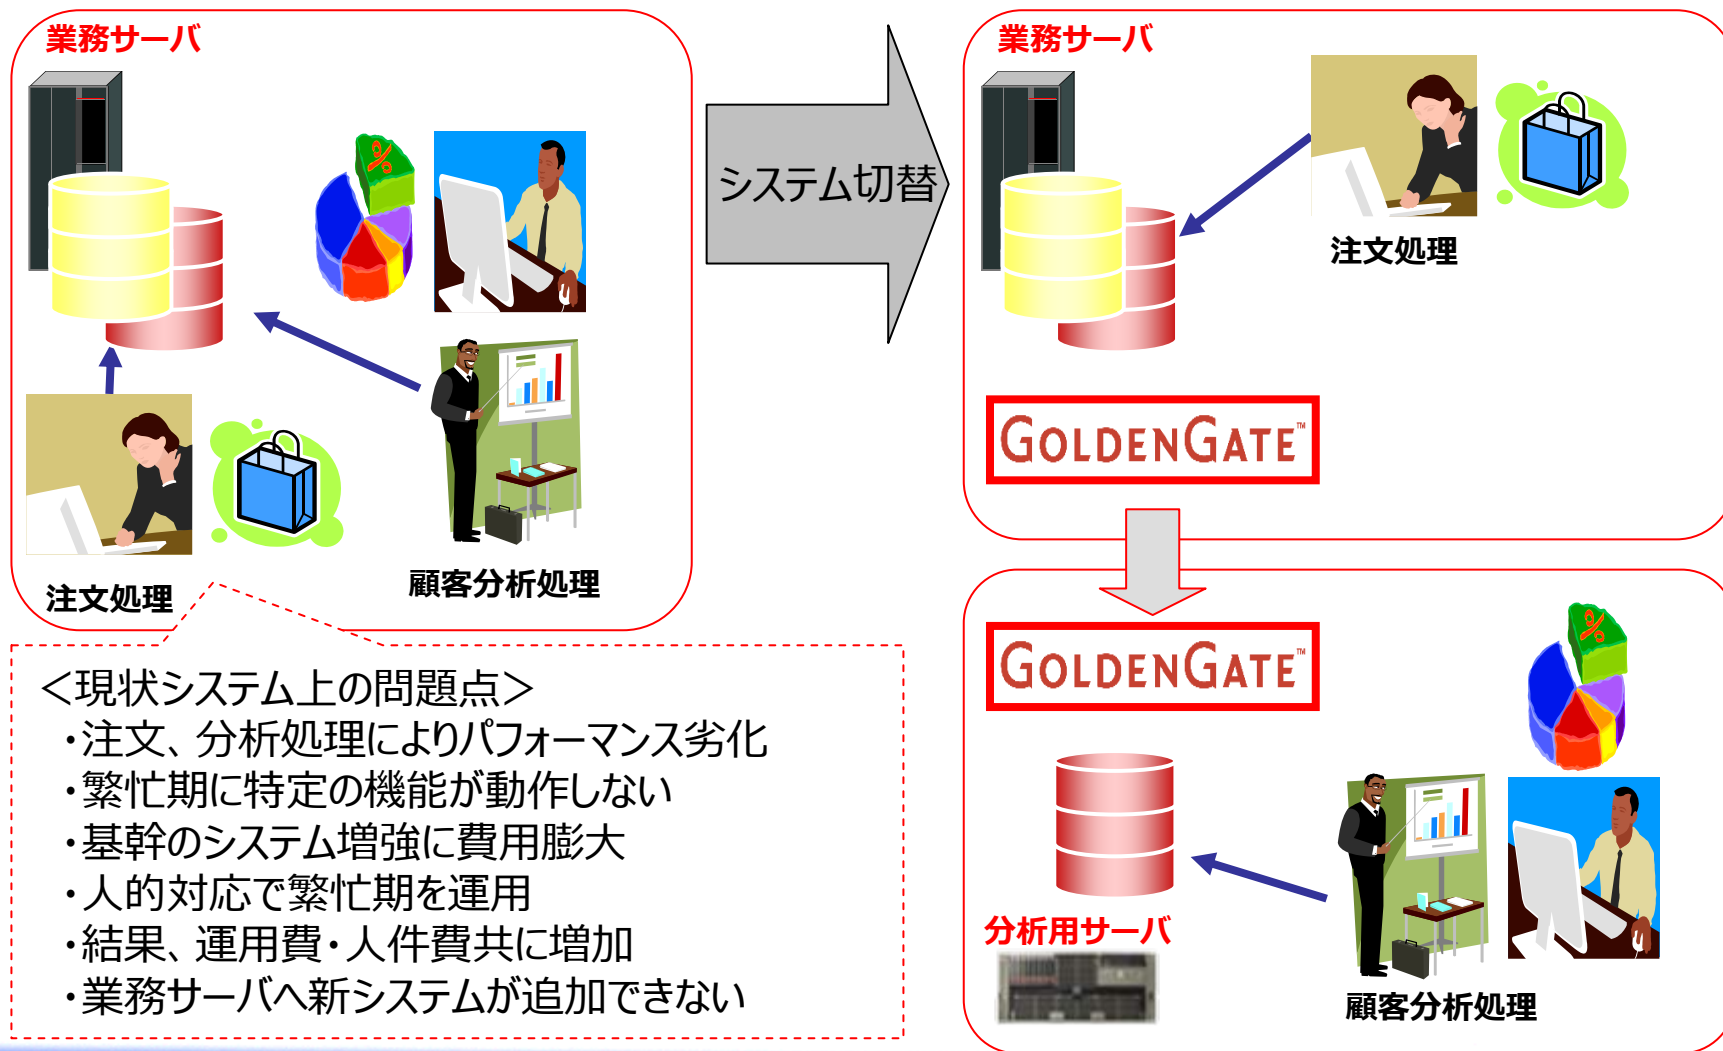 業務サーバ
注文処理
顧客分析処理
<現状システム上の問題点>
・注文、分析処理によりパフォーマンス劣化
・繁忙期に特定の機能が動作しない
・基幹のシステム増強に費用膨大
・人的対応で繁忙期を運用
・結果、運用費・人件費共に増加
・業務サーバへ新システムが追加できない
システム切替
業務サーバ
注文処理
GOLDENGATE™
GOLDENGATE™
分析用サーバ
顧客分析処理
%
%